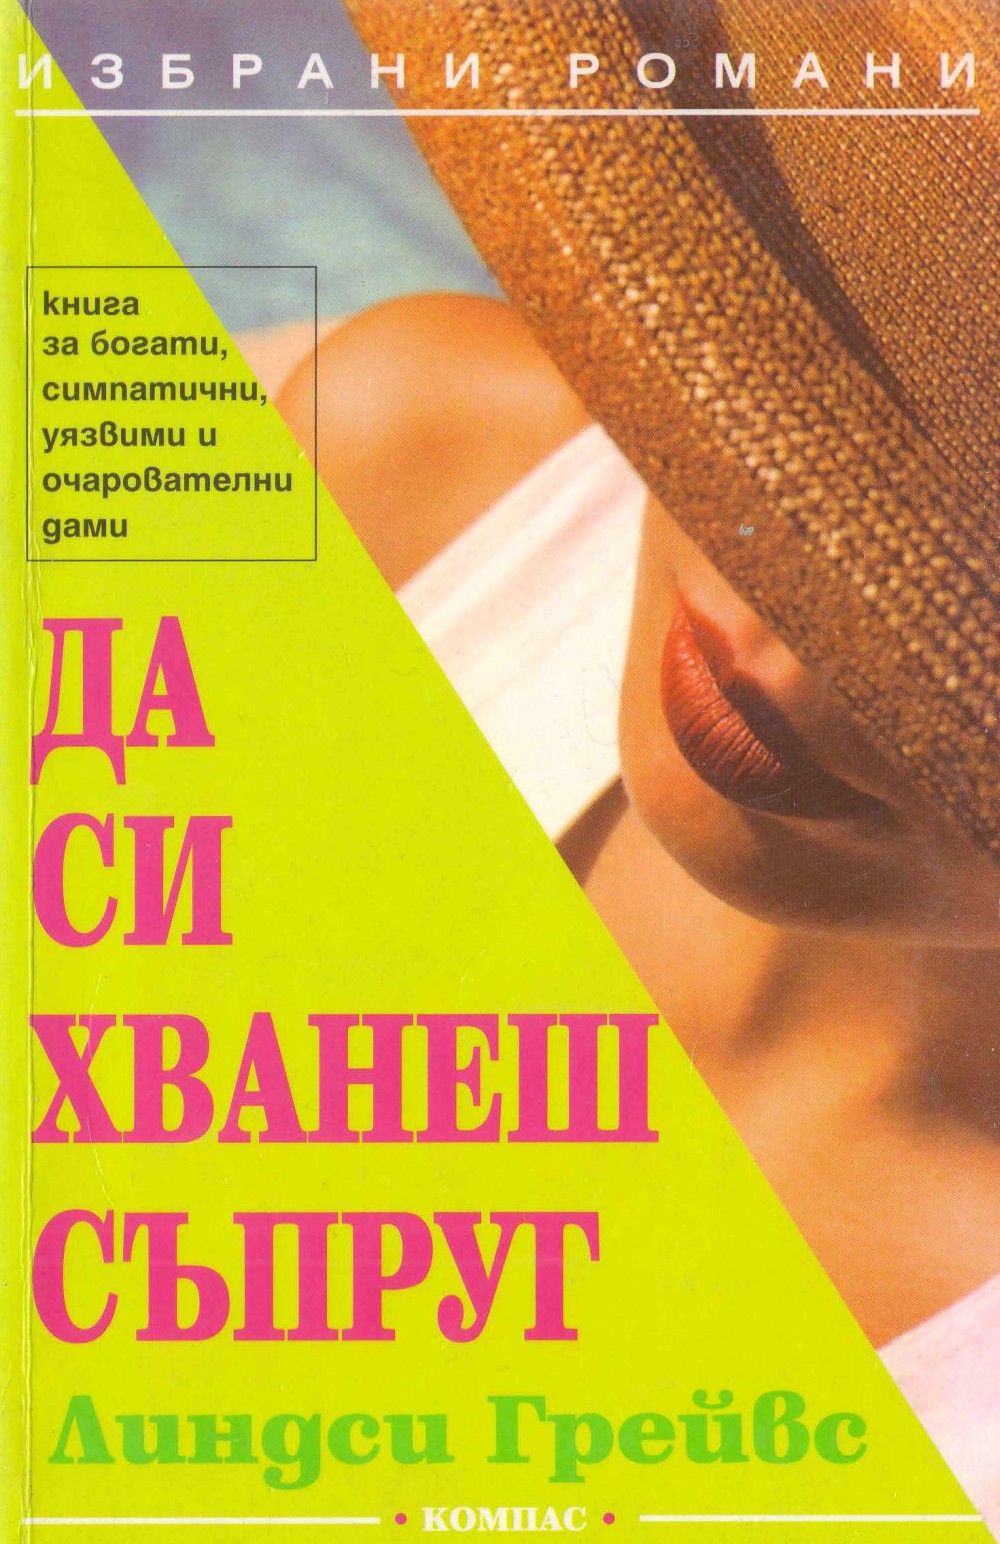 ИЗБРАНИ РОМАНИ
книга
за богати,
симпатични,
уязвими и
очарователни
дами
ДА
СИ
ХВАНЕШ
СЪПРУГ
Линдси Грейвс
• КОМПАС •